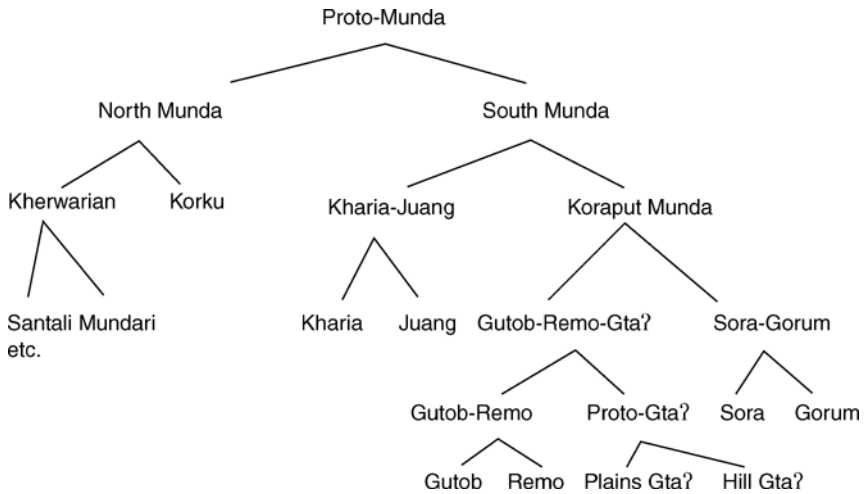 Proto-Munda
North Munda South Munda
Kherwarian Korku Kharia-Juang Koraput Munda
Santali Mundari Kharia Juang Gutob-Remo-Gtaʔ Sora-Gorum
etc.
Gutob-Remo Proto-Gtaʔ Sora Gorum
Gutob Remo Plains Gtaʔ Hill Gtaʔ